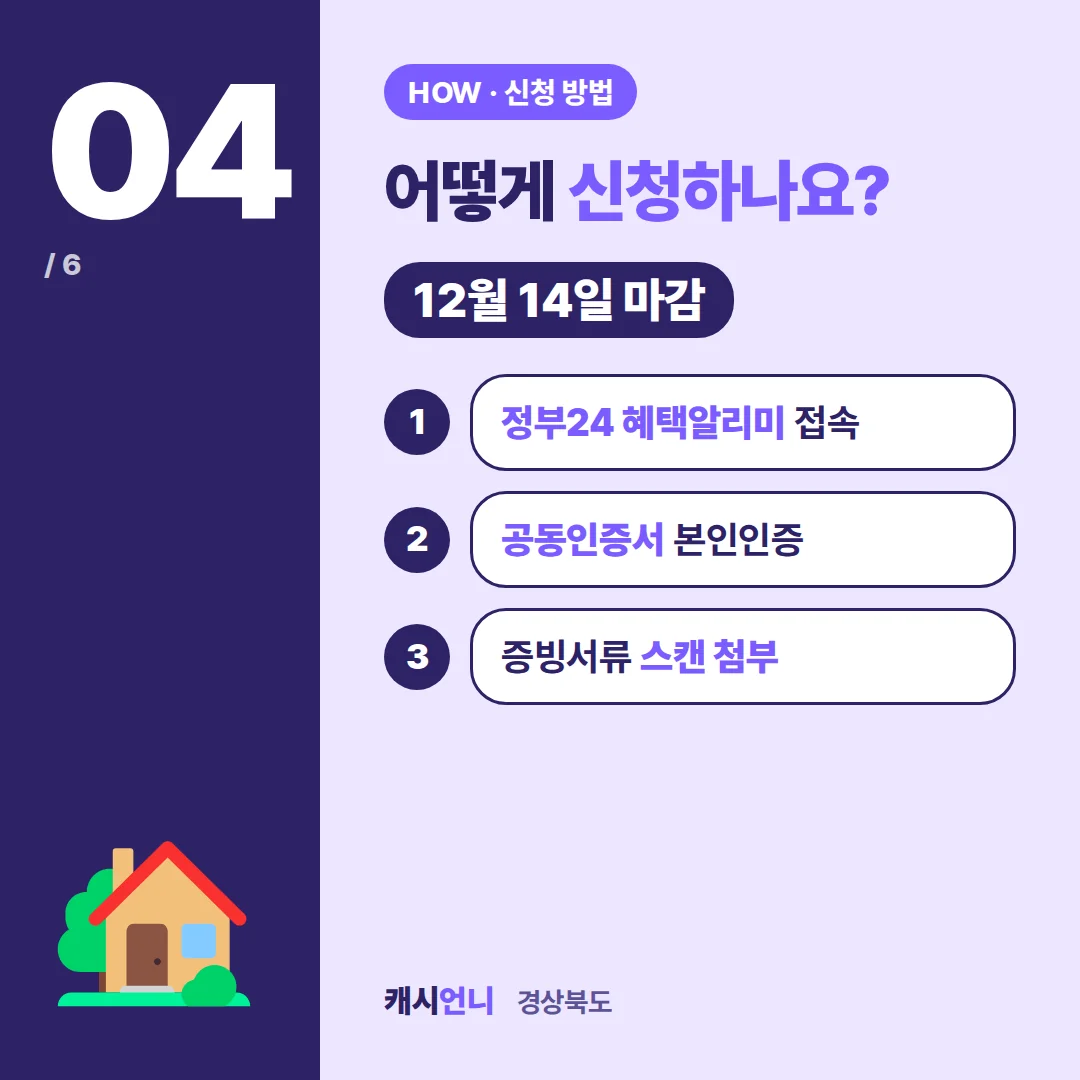 04
/ 6
HOW · 신청 방법
어떻게 신청하나요?
12월 14일 마감
1
정부24 혜택알리미 접속
2
공동인증서 본인인증
3
증빙서류 스캔 첨부
캐시언니 경상북도